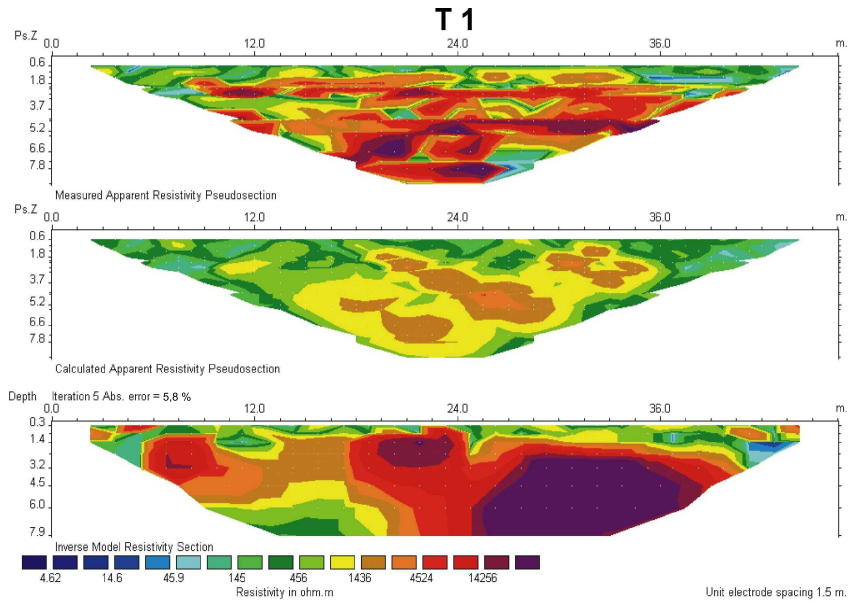 T 1
Ps.Z 0.0 12.0 24.0 36.0 m.
0.6
1.8
3.7
5.2
6.6
7.8
Measured Apparent Resistivity Pseudosection
Ps.Z 0.0 12.0 24.0 36.0 m.
0.6
1.8
3.7
5.2
6.6
7.8
Calculated Apparent Resistivity Pseudosection
Depth Iteration 5 Abs. error = 5,8 %
0.0 12.0 24.0 36.0 m.
0.3
1.4
3.2
4.5
6.0
7.9
Inverse Model Resistivity Section
4.62 14.6 45.9 145 456 1436 4524 14256
Resistivity in ohm.m Unit electrode spacing 1.5 m.